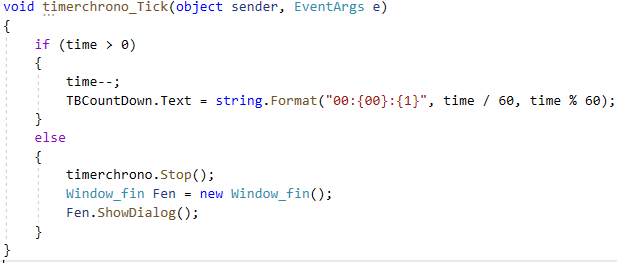 void timerchrono_Tick(object sender, EventArgs e)
{
    if (time > 0)
    {
        time--;
        TBCountDown.Text = string.Format("00:{00}:{1}", time / 60, time % 60);
    }
    else
    {
        timerchrono.Stop();
        Window_fin Fen = new Window_fin();
        Fen.ShowDialog();
    }
}